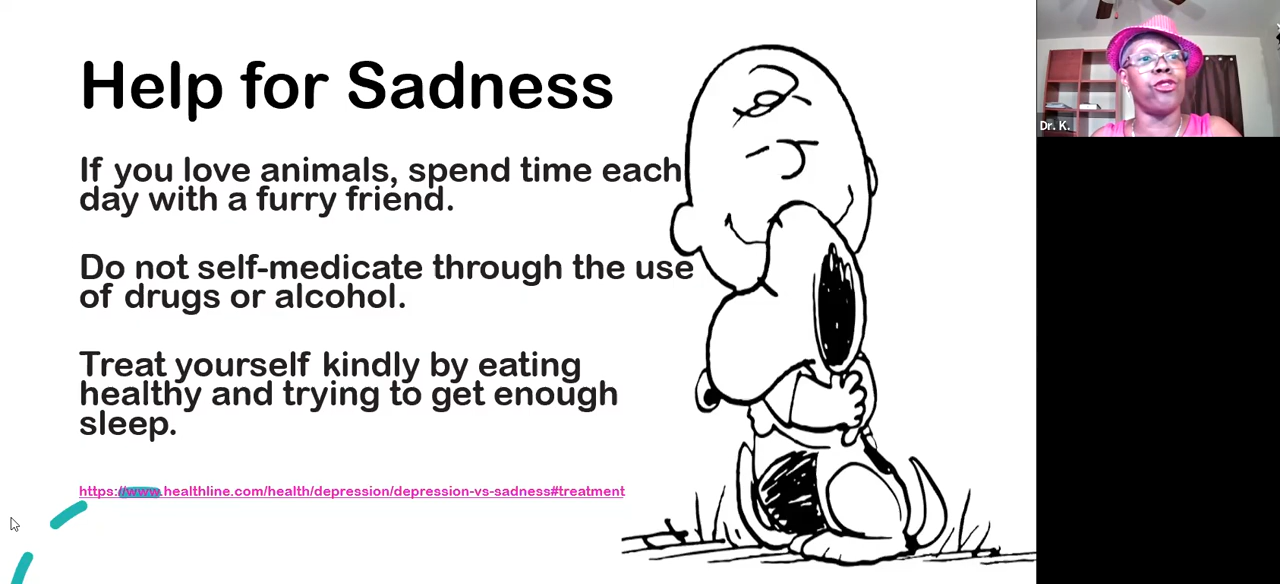 Help for Sadness
If you love animals, spend time each
day with a furry friend.
Do not self-medicate through the use
of drugs or alcohol.
Treat yourself kindly by eating
healthy and trying to get enough
sleep.
https://www.healthline.com/health/depression/depression-vs-sadness#treatment
Dr. K.